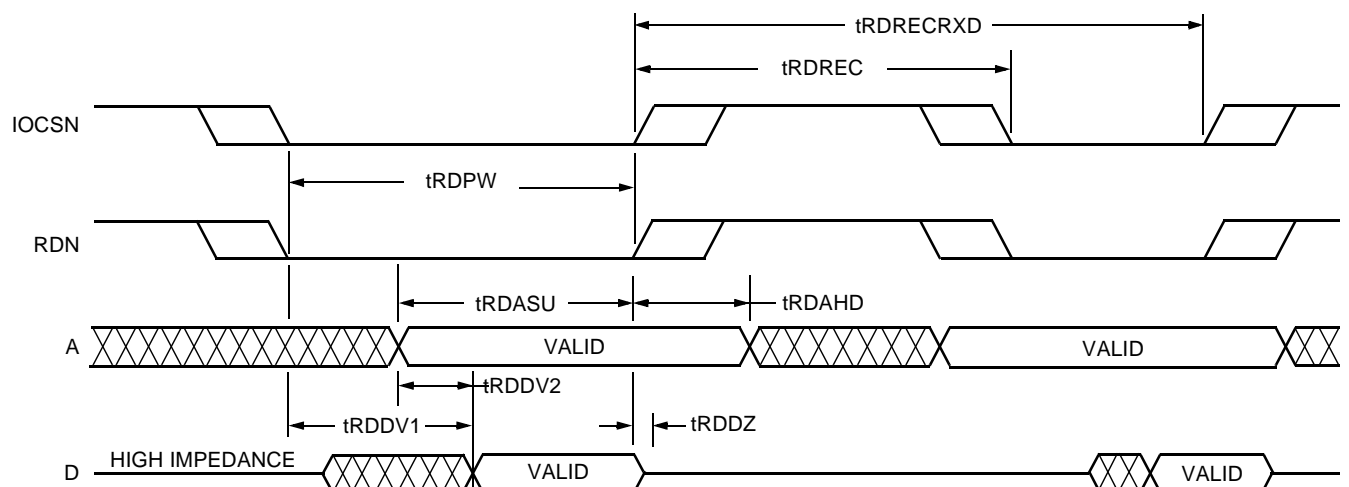 tRDRECRXD
tRDREC
IOCSN
tRDPW
RDN
tRDASU
tRDAHD
A
VALID
VALID
tRDDV2
tRDDV1
tRDDZ
D
HIGH IMPEDANCE
VALID
VALID